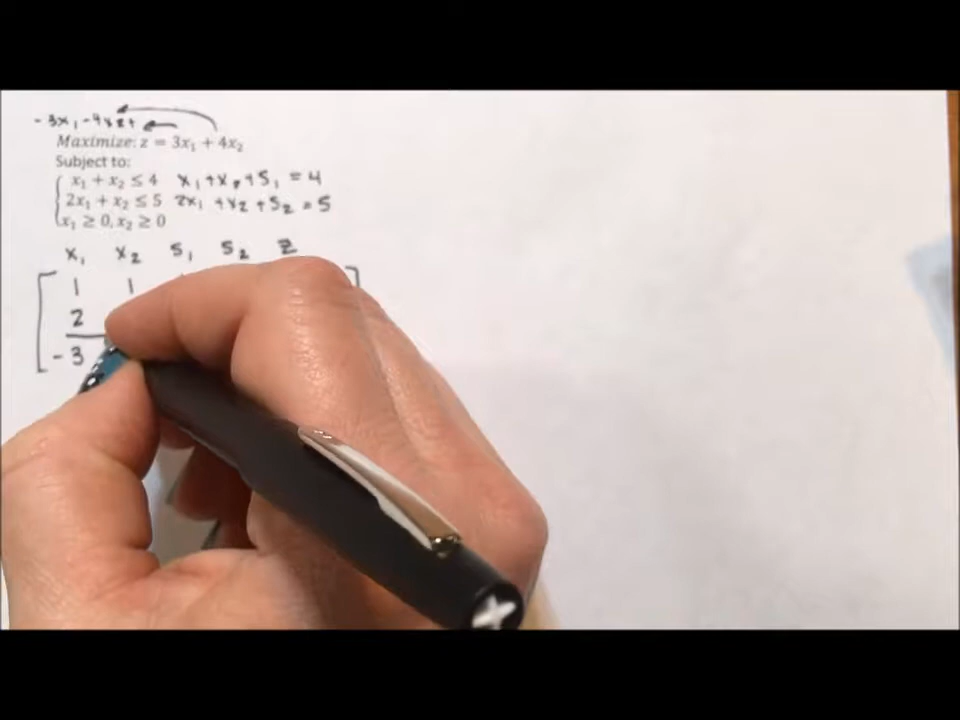 -3x₁ -4x₂ +
Maximize: z = 3x₁ + 4x₂
Subject to:
x₁ + x₂ ≤ 4 x₁ + x₂ + S₁ = 4
2x₁ + x₂ ≤ 5 2x₁ + x₂ + S₂ = 5
x₁ ≥ 0, x₂ ≥ 0
x₁ x₂ S₁ S₂ Z
1 1
2
-3